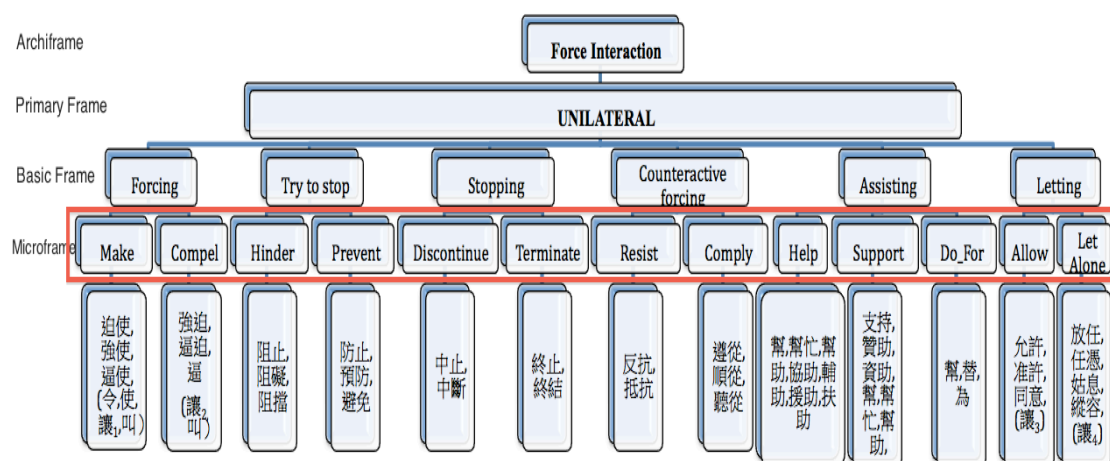 Archiframe
Force Interaction
Primary Frame
UNILATERAL
Basic Frame
Forcing
Try to stop
Stopping
Counteractive
forcing
Assisting
Letting
Microframe
Make
Compel
Hinder
Prevent
Discontinue
Terminate
Resist
Comply
Help
Support
Do_For
Allow
Let
Alone
迫使,
強使,
逼使,
(令,使,
讓1,叫)
強迫,
逼迫,
逼
(讓2
叫)
阻止,
阻礙,
阻擋
防止,
預防,
避免
中止,
中斷
終止,
終結
反抗,
抵抗
遵從,
順從,
聽從
幫,幫忙,幫
助,協助,輔
助,援助,扶
助
支持,
贊助,
資助,
幫,幫
忙,幫
助,
幫,替,
為
允許,
准許,
同意,
(讓3)
放任,
任憑,
姑息,
縱容,
(讓4)